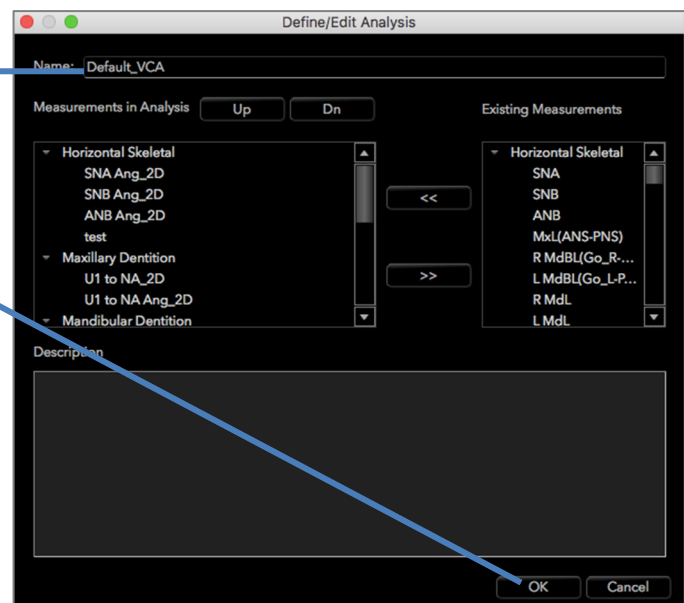 Define/Edit Analysis
Name: Default_VCA
Measurements in Analysis Up Dn Existing Measurements
Horizontal Skeletal
SNA Ang_2D
SNB Ang_2D
ANB Ang_2D
test
Maxillary Dentition
U1 to NA_2D
U1 to NA Ang_2D
Mandibular Dentition
<<
>>
Horizontal Skeletal
SNA
SNB
ANB
MxL(ANS-PNS)
R MdBL(Go_R-...
L MdBL(Go_L-P...
R MdL
L MdL
Description
OK Cancel